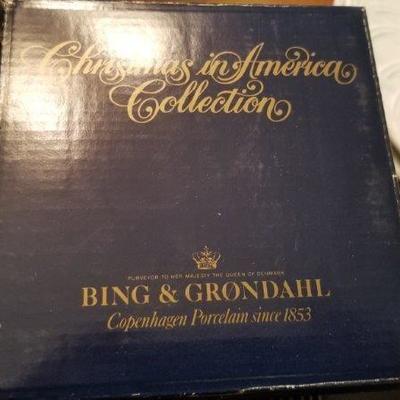 Christmas in America
Collection
PURVEYOR TO HER MAJESTY THE QUEEN OF DENMARK
BING & GRØNDAHL
Copenhagen Porcelain since 1853